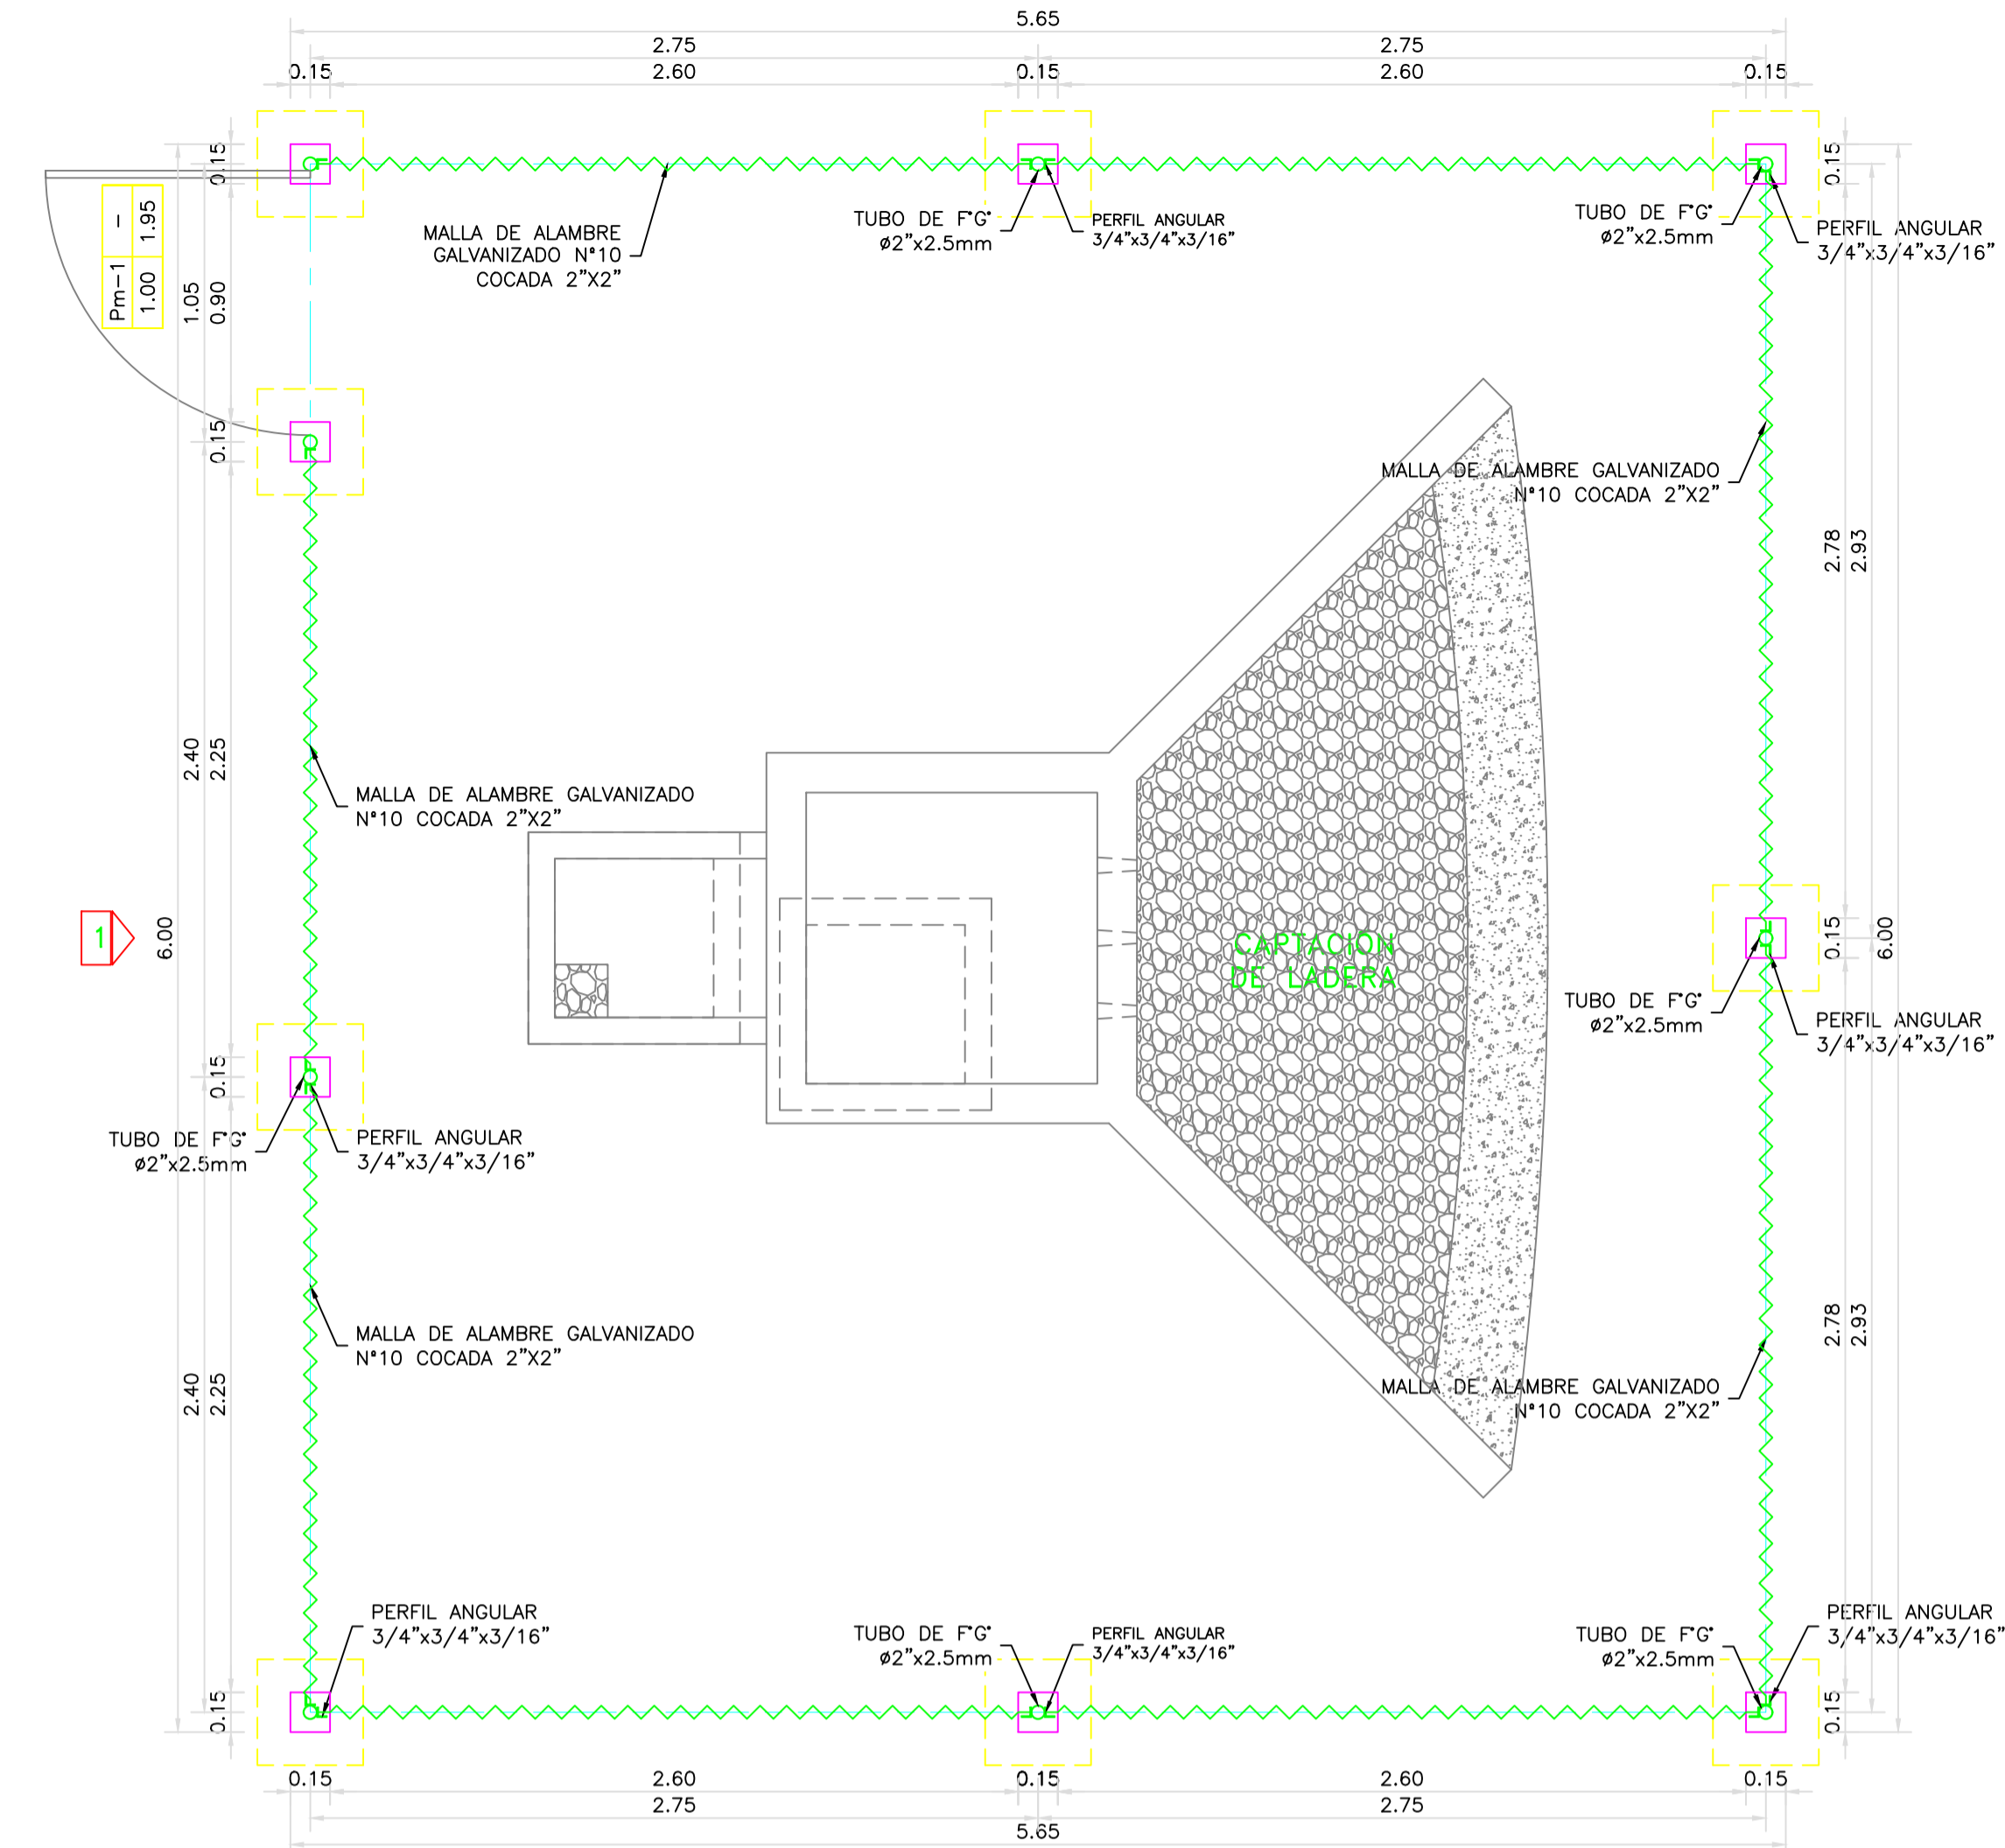 5.65
2.75
2.75
0.15
2.60
0.15
2.60
0.15
0.15
0.15
Pm-1
-
1.00
1.95
1.05
0.90
MALLA DE ALAMBRE
GALVANIZADO N°10
COCADA 2"X2"
TUBO DE F°G°
ø2"x2.5mm
PERFIL ANGULAR
3/4"x3/4"x3/16"
TUBO DE F°G°
ø2"x2.5mm
PERFIL ANGULAR
3/4"x3/4"x3/16"
0.15
MALLA DE ALAMBRE GALVANIZADO
N°10 COCADA 2"X2"
2.78
2.93
2.40
2.25
MALLA DE ALAMBRE GALVANIZADO
N°10 COCADA 2"X2"
1
6.00
CAPTACION
DE LADERA
0.15
6.00
TUBO DE F°G°
ø2"x2.5mm
PERFIL ANGULAR
3/4"x3/4"x3/16"
0.15
TUBO DE F°G°
ø2"x2.5mm
PERFIL ANGULAR
3/4"x3/4"x3/16"
MALLA DE ALAMBRE GALVANIZADO
N°10 COCADA 2"X2"
2.78
2.93
2.40
2.25
MALLA DE ALAMBRE GALVANIZADO
N°10 COCADA 2"X2"
PERFIL ANGULAR
3/4"x3/4"x3/16"
TUBO DE F°G°
ø2"x2.5mm
PERFIL ANGULAR
3/4"x3/4"x3/16"
TUBO DE F°G°
ø2"x2.5mm
PERFIL ANGULAR
3/4"x3/4"x3/16"
0.15
0.15
0.15
2.60
0.15
2.60
0.15
2.75
2.75
5.65